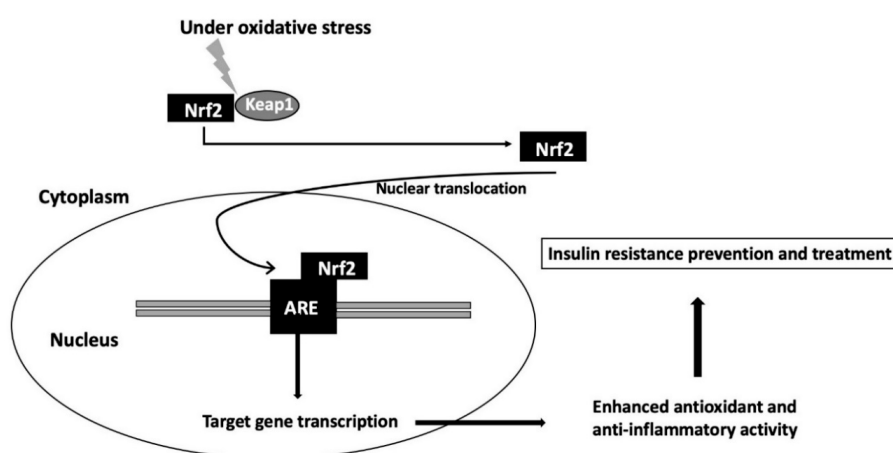 Under oxidative stress
Nrf2
Keap1
Nrf2
Nuclear translocation
Cytoplasm
Nrf2
Insulin resistance prevention and treatment
ARE
Nucleus
Target gene transcription
Enhanced antioxidant and
anti-inflammatory activity